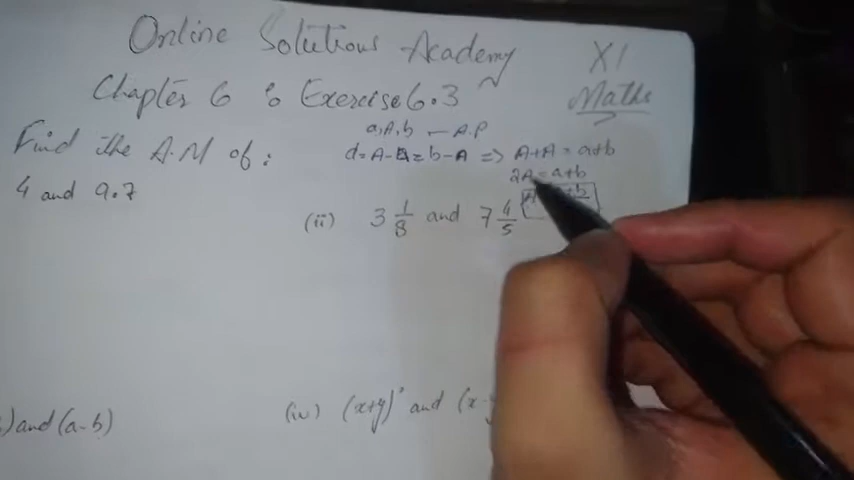 Online Solutions Academy
XI
Chapter 6 : Exercise 6.3
Maths
a, A, b — A.P
Find the A.M of:
d = A - a = b - A => A+A = a+b
2A = a+b
4 and 9.7
(ii) 3 1/8 and 7 4/5
) and (a-b)
(iv) (x+y)² and (x-